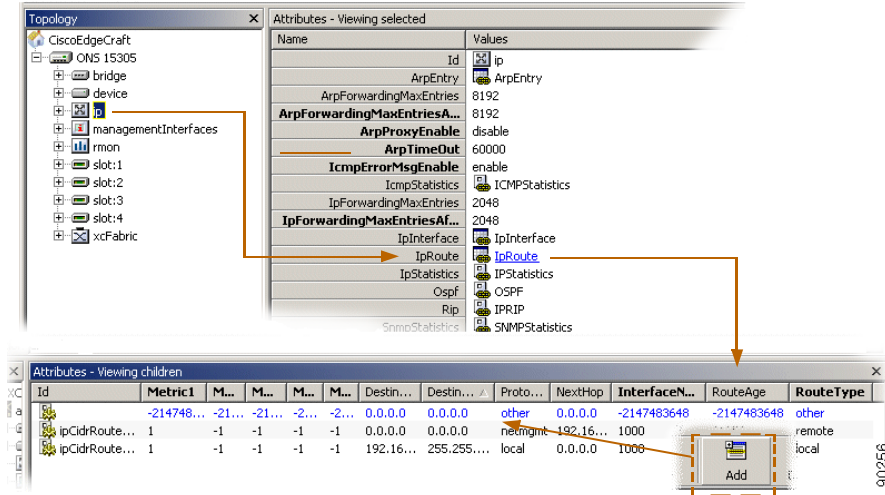 Topology
CiscoEdgeCraft
ONS 15305
bridge
device
ip
managementInterfaces
rmon
slot:1
slot:2
slot:3
slot:4
xcFabric
Attributes - Viewing selected
Name Values
Id ip
ArpEntry ArpEntry
ArpForwardingMaxEntries 8192
ArpForwardingMaxEntriesA... 8192
ArpProxyEnable disable
ArpTimeOut 60000
IcmpErrorMsgEnable enable
IcmpStatistics ICMPStatistics
IpForwardingMaxEntries 2048
IpForwardingMaxEntriesAf... 2048
IpInterface IpInterface
IpRoute IpRoute
IpStatistics IPStatistics
Ospf OSPF
Rip IPRIP
SnmpStatistics SNMPStatistics
Attributes - Viewing children
Id Metric1 M... M... M... M... Destin... Destin... Proto... NextHop InterfaceN... RouteAge RouteType
-214748... -21... -21... -2... -2... 0.0.0.0 0.0.0.0 other 0.0.0.0 -2147483648 -2147483648 other
ipCidrRoute... 1 -1 -1 -1 -1 0.0.0.0 0.0.0.0 netmgmt 192.16... 1000 remote
ipCidrRoute... 1 -1 -1 -1 -1 192.16... 255.255.... local 0.0.0.0 1000 local
Add
90256